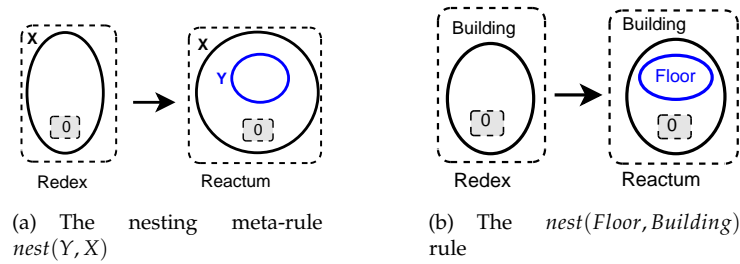 X
0
Redex
X
Y
0
Reactum
(a) The nesting meta-rule
nest(Y, X)
Building
0
Redex
Building
Floor
0
Reactum
(b) The nest(Floor, Building)
rule